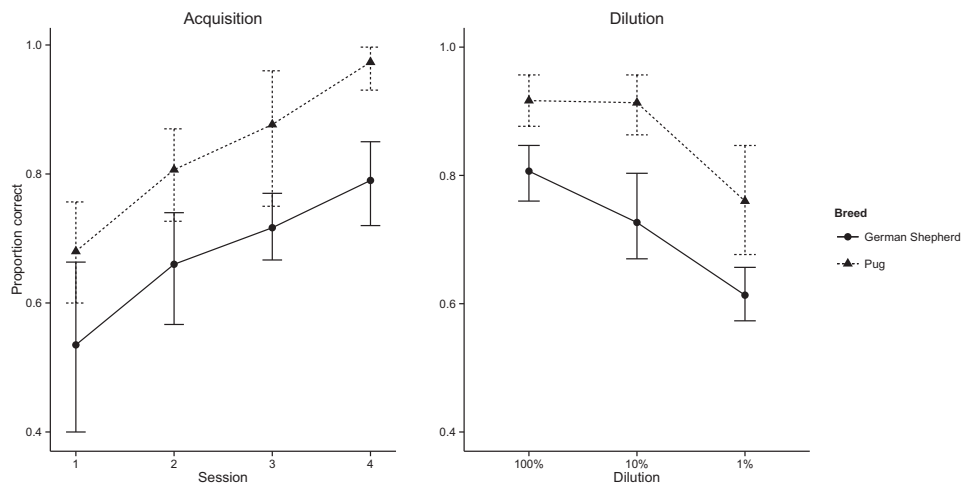 Acquisition
Dilution
Proportion correct
1.0
0.8
0.6
0.4
1 2 3 4
Session
1.0
0.8
0.6
0.4
100% 10% 1%
Dilution
Breed
German Shepherd
Pug